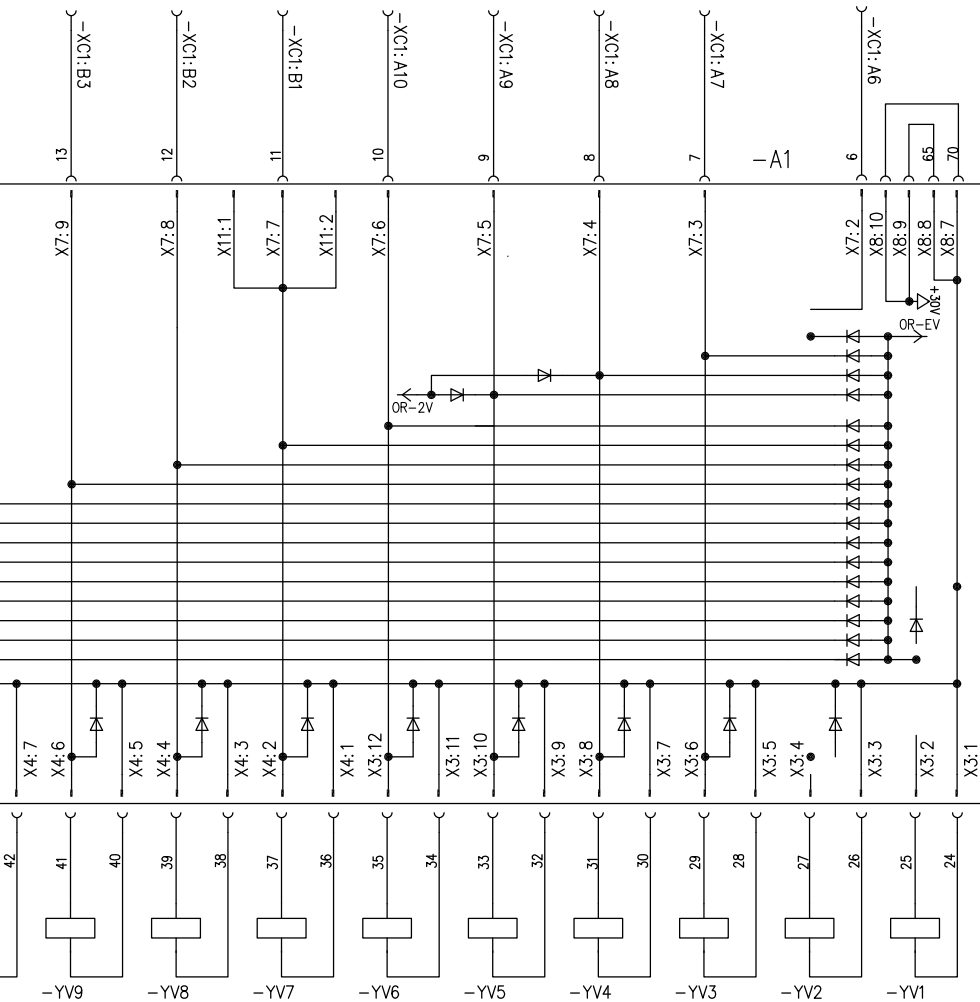 -XC1:B3
-XC1:B2
-XC1:B1
-XC1:A10
-XC1:A9
-XC1:A8
-XC1:A7
-XC1:A6
13
12
11
10
9
8
7
-A1
6
65
70
X7:9
X7:8
X11:1
X7:7
X11:2
X7:6
X7:5
X7:4
X7:3
X7:2
X8:10
X8:9
X8:8
X8:7
+30V
OR-EV
OR-2V
X4:7
X4:6
X4:5
X4:4
X4:3
X4:2
X4:1
X3:12
X3:11
X3:10
X3:9
X3:8
X3:7
X3:6
X3:5
X3:4
X3:3
X3:2
X3:1
42
41
40
39
38
37
36
35
34
33
32
31
30
29
28
27
26
25
24
-YV9
-YV8
-YV7
-YV6
-YV5
-YV4
-YV3
-YV2
-YV1